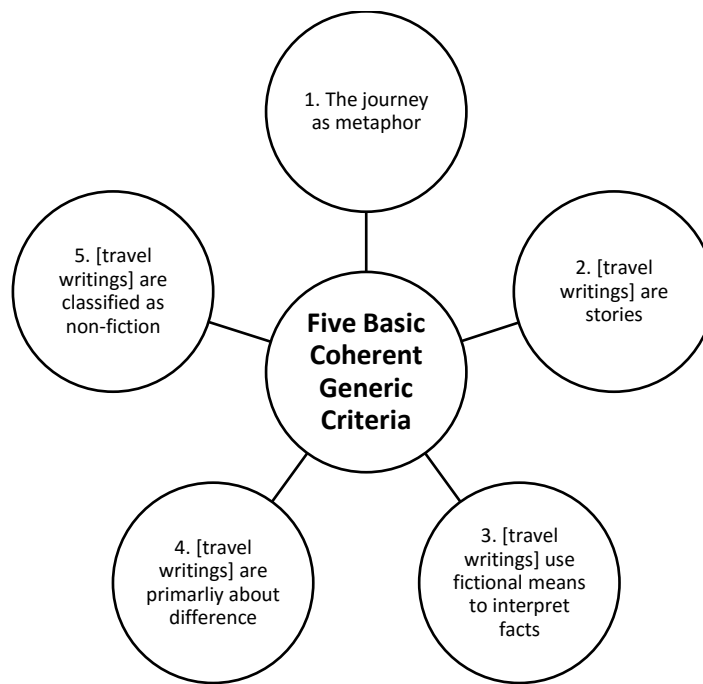 1. The journey
as metaphor
2. [travel
writings] are
stories
3. [travel
writings] use
fictional means
to interpret
facts
4. [travel
writings] are
primarliy about
difference
5. [travel
writings] are
classified as
non-fiction
Five Basic
Coherent
Generic
Criteria